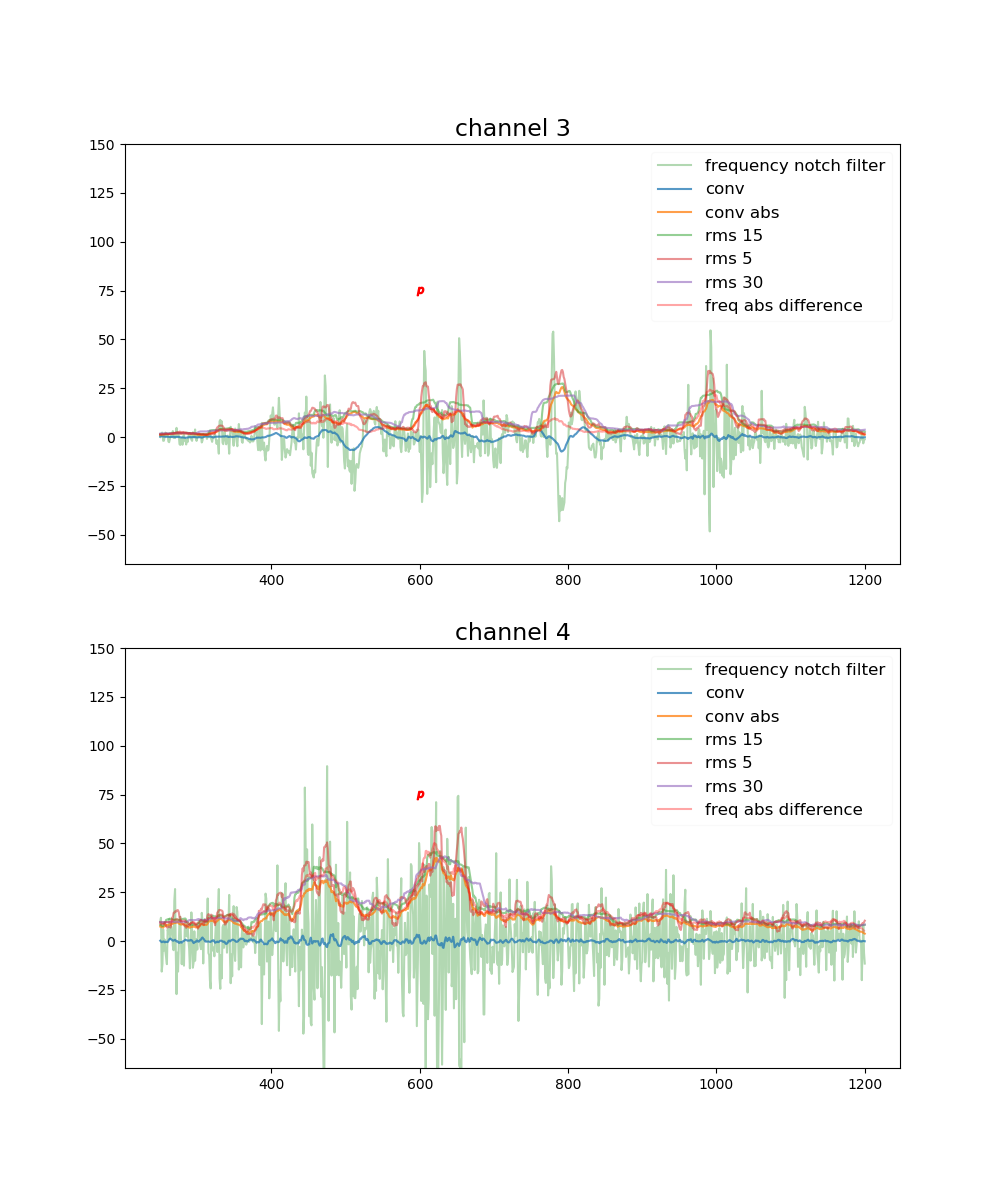 channel 3
150
125
100
75
50
25
0
−25
−50
frequency notch filter
conv
conv abs
rms 15
rms 5
rms 30
freq abs difference
p
400 600 800 1000 1200
channel 4
150
125
100
75
50
25
0
−25
−50
frequency notch filter
conv
conv abs
rms 15
rms 5
rms 30
freq abs difference
p
400 600 800 1000 1200